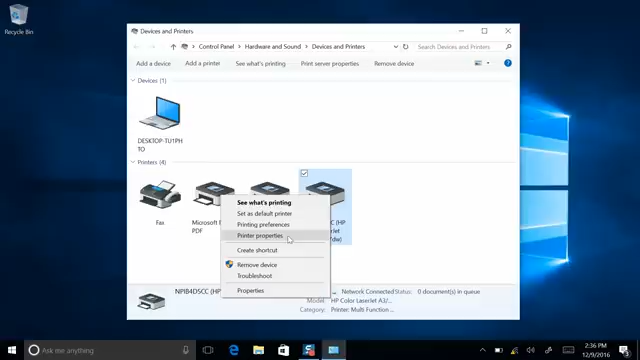 Recycle Bin
Devices and Printers
Control Panel > Hardware and Sound > Devices and Printers
Search Devices and Printers
Add a device
Add a printer
See what's printing
Print server properties
Remove device
Devices (1)
DESKTOP-TU1PH
TO
Printers (4)
Fax
Microsoft
PDF
(HP
LaserJet
fdw)
See what's printing
Set as default printer
Printing preferences
Printer properties
Create shortcut
Remove device
Troubleshoot
Properties
NPIB4D5CC (HP
... Network Connected
Status: 0 document(s) in queue
Model: HP Color LaserJet A3/...
Category: Printer: Multi Function ...
Ask me anything
2:36 PM
12/9/2016